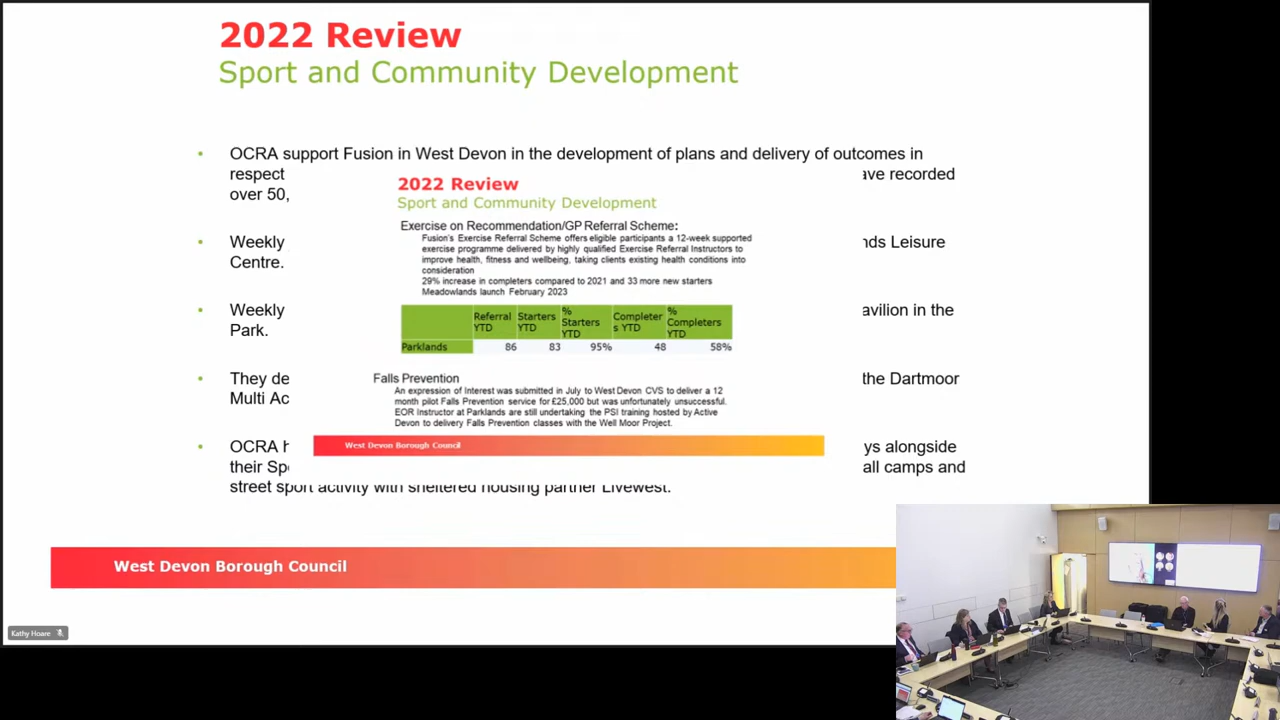 2022 Review
Sport and Community Development
• OCRA support Fusion in West Devon in the development of plans and delivery of outcomes in
respect
ave recorded
over 50,
• Weekly
nds Leisure
Centre.
• Weekly
avilion in the
Park.
• They de
the Dartmoor
Multi Ac
• OCRA h
ys alongside
their Sp
all camps and
street sport activity with sheltered housing partner Livewest.
2022 Review
Sport and Community Development
Exercise on Recommendation/GP Referral Scheme:
Fusion's Exercise Referral Scheme offers eligible participants a 12-week supported
exercise programme delivered by highly qualified Exercise Referral Instructors to
improve health, fitness and wellbeing, taking clients existing health conditions into
consideration
29% increase in completers compared to 2021 and 33 more new starters
Meadowlands launch February 2023
Referral YTD
Starters YTD
% Starters YTD
Completer s YTD
% Completers YTD
Parklands 86 83 95% 48 58%
Falls Prevention
An expression of Interest was submitted in July to West Devon CVS to deliver a 12
month pilot Falls Prevention service for £25,000 but was unfortunately unsuccessful.
EOR Instructor at Parklands are still undertaking the PSI training hosted by Active
Devon to delivery Falls Prevention classes with the Well Moor Project.
West Devon Borough Council
West Devon Borough Council
Kathy Hoare